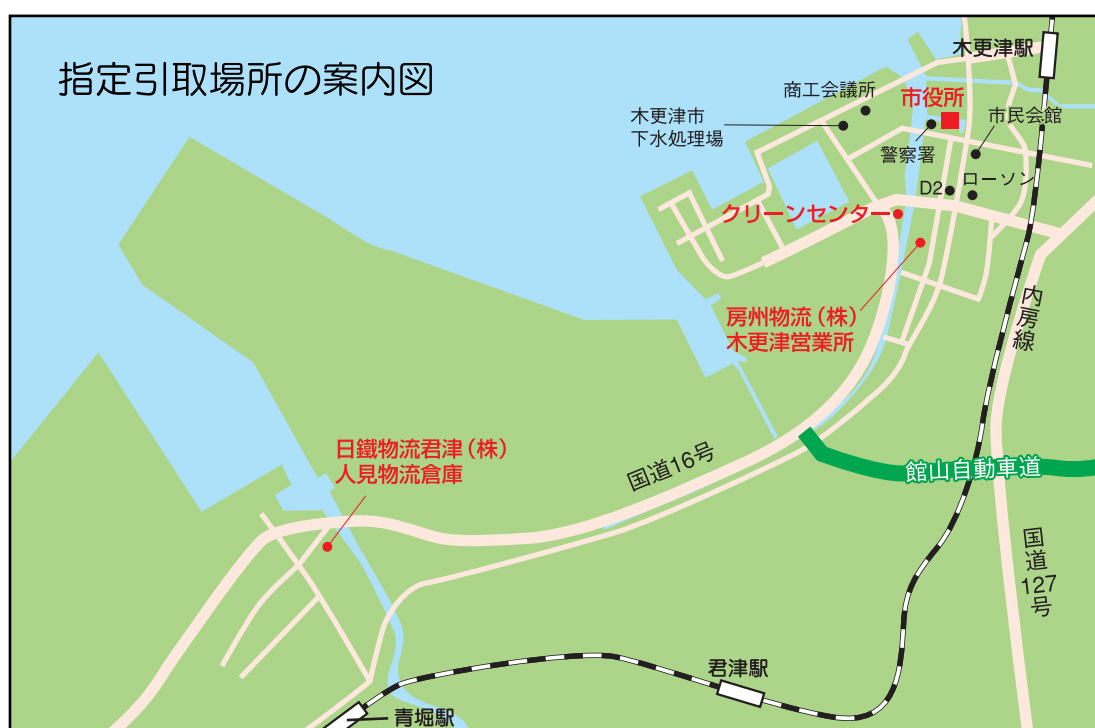 指定引取場所の案内図
木更津駅
商工会議所
市役所
木更津市
下水処理場
市民会館
警察署
D2
ローソン
クリーンセンター
房州物流(株)
木更津営業所
内房線
日鐵物流君津(株)
人見物流倉庫
国道16号
館山自動車道
国道127号
君津駅
青堀駅